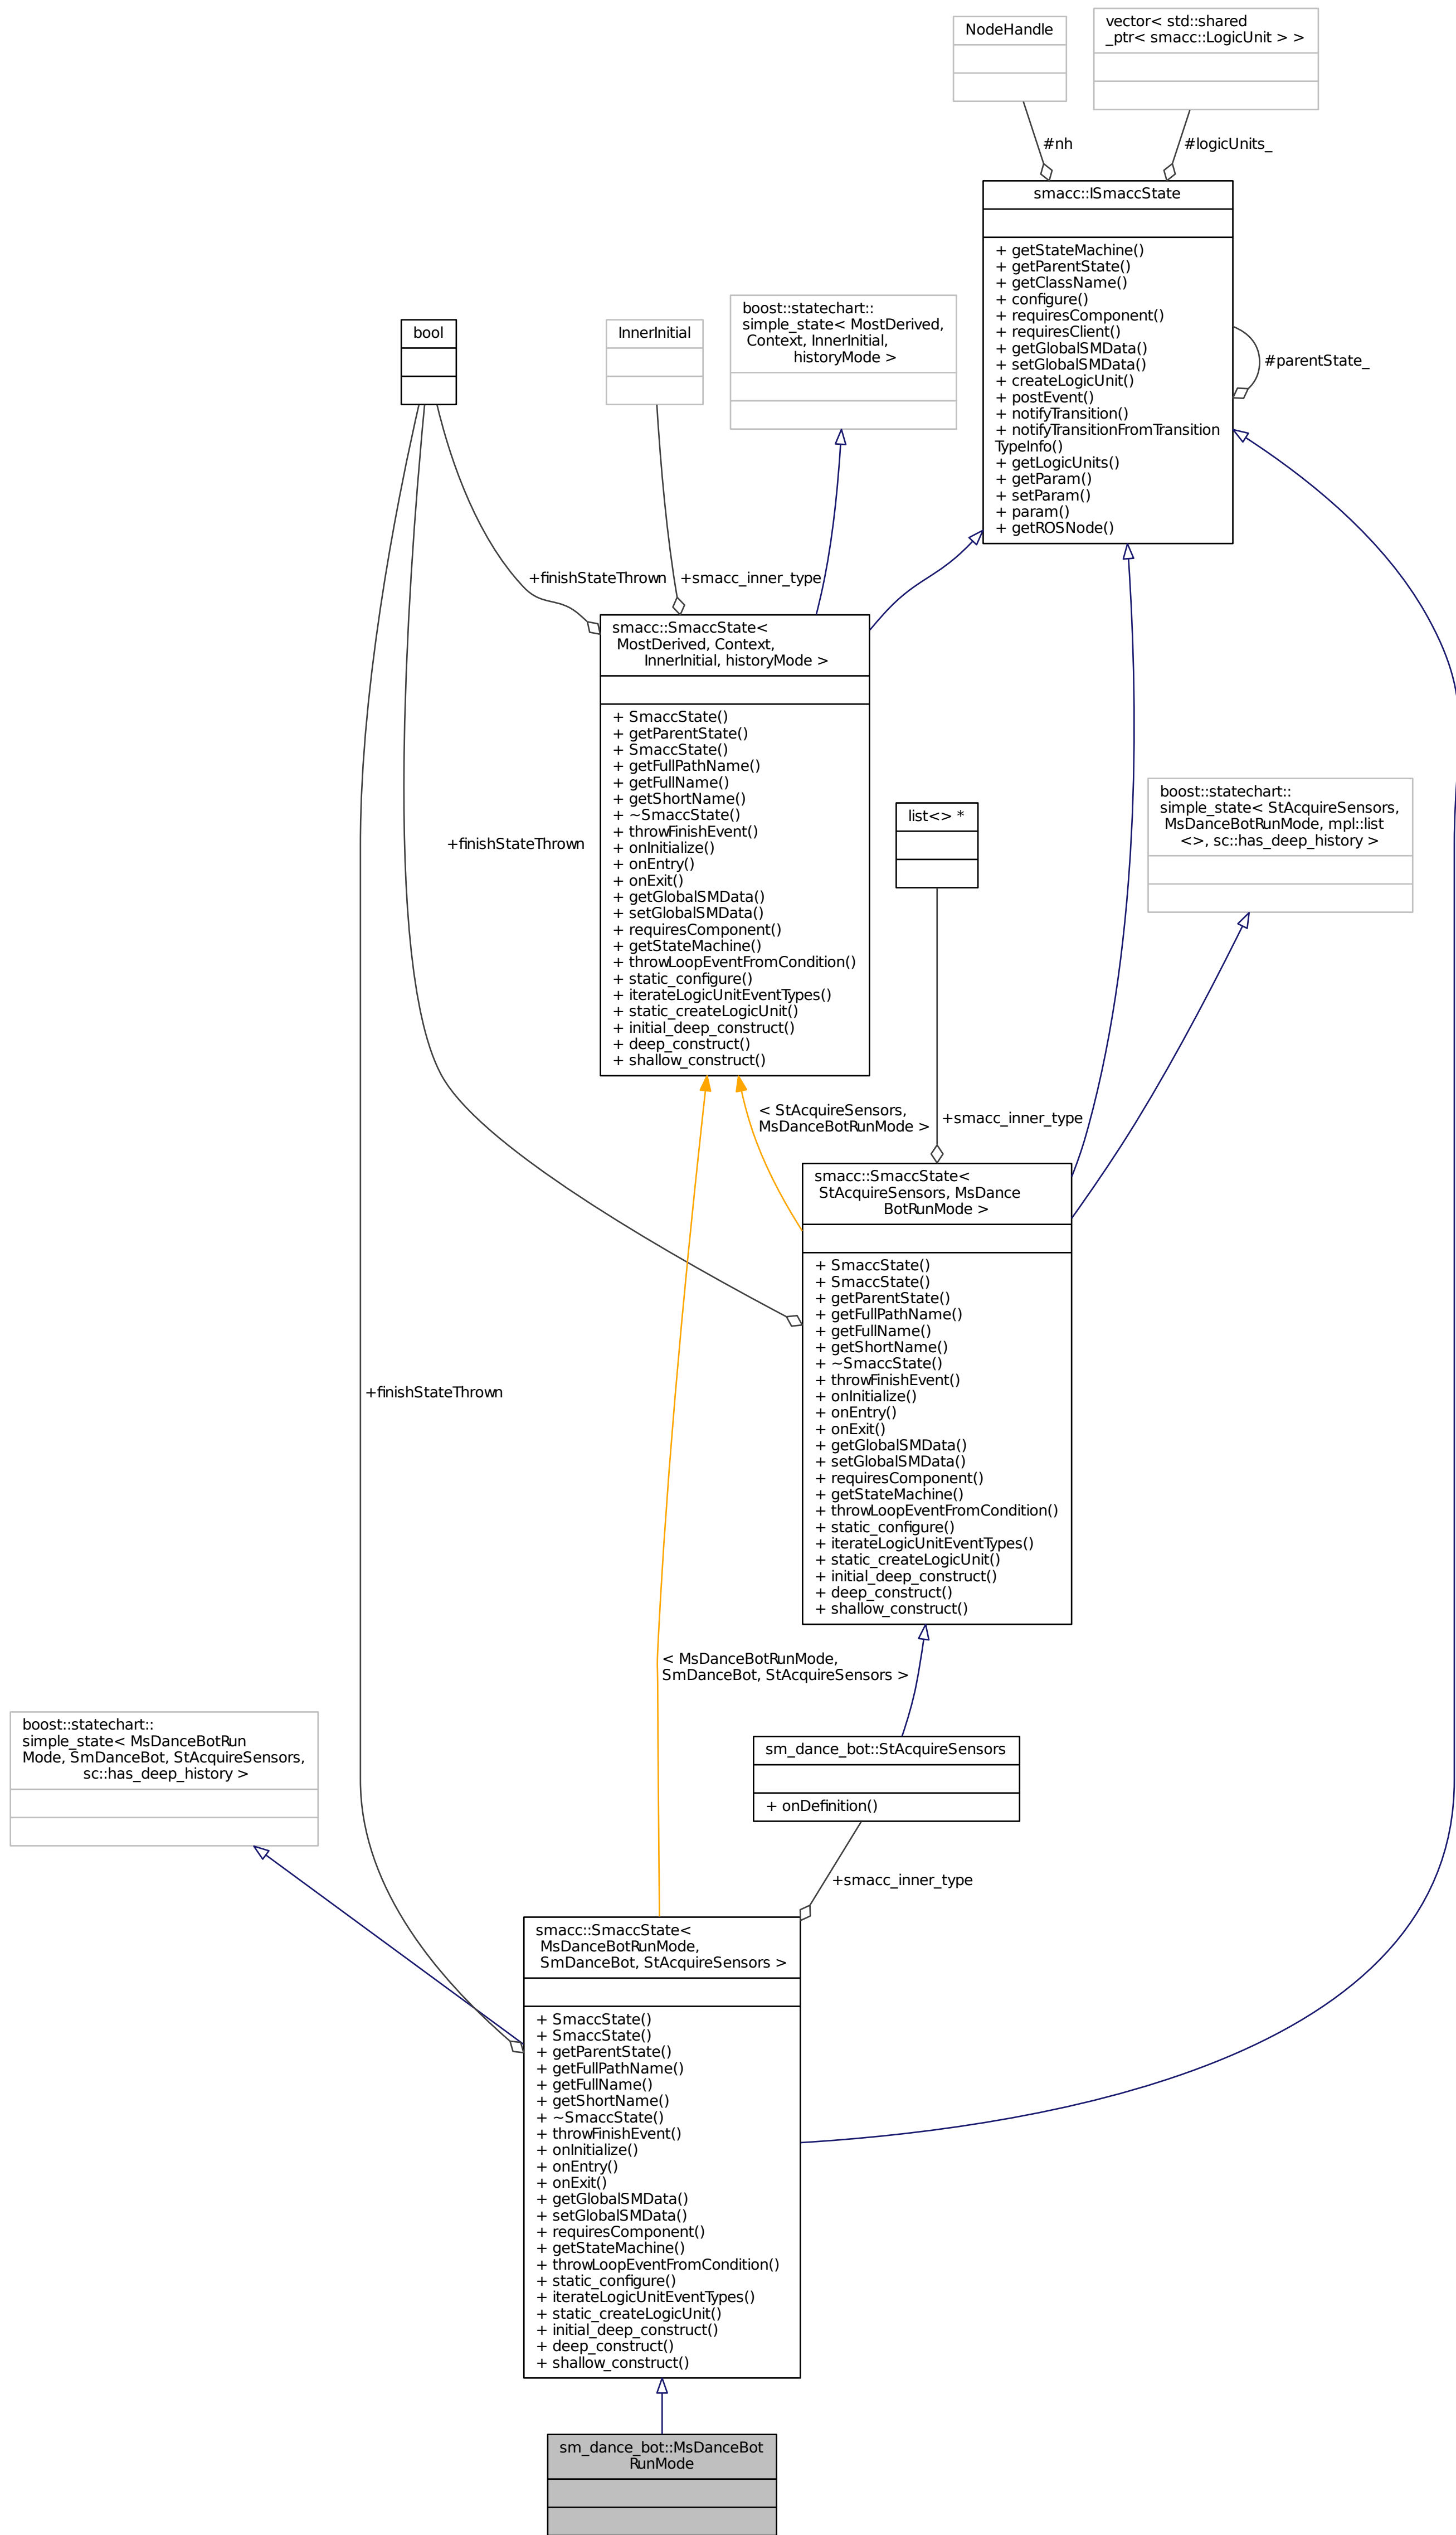 NodeHandle
vector< std::shared
_ptr< smacc::LogicUnit > >
#nh
#logicUnits_
smacc::ISmaccState
+ getStateMachine()
+ getParentState()
+ getClassName()
+ configure()
+ requiresComponent()
+ requiresClient()
+ getGlobalSMData()
+ setGlobalSMData()
+ createLogicUnit()
+ postEvent()
+ notifyTransition()
+ notifyTransitionFromTransition
TypeInfo()
+ getLogicUnits()
+ getParam()
+ setParam()
+ param()
+ getROSNode()
#parentState_
boost::statechart::
simple_state< MostDerived,
Context, InnerInitial,
historyMode >
bool
InnerInitial
+finishStateThrown
+smacc_inner_type
smacc::SmaccState<
MostDerived, Context,
InnerInitial, historyMode >
+ SmaccState()
+ getParentState()
+ SmaccState()
+ getFullPathName()
+ getFullName()
+ getShortName()
+ ~SmaccState()
+ throwFinishEvent()
+ onInitialize()
+ onEntry()
+ onExit()
+ getGlobalSMData()
+ setGlobalSMData()
+ requiresComponent()
+ getStateMachine()
+ throwLoopEventFromCondition()
+ static_configure()
+ iterateLogicUnitEventTypes()
+ static_createLogicUnit()
+ initial_deep_construct()
+ deep_construct()
+ shallow_construct()
+finishStateThrown
list<> *
boost::statechart::
simple_state< StAcquireSensors,
MsDanceBotRunMode, mpl::list
<>, sc::has_deep_history >
< StAcquireSensors,
MsDanceBotRunMode >
+smacc_inner_type
smacc::SmaccState<
StAcquireSensors, MsDance
BotRunMode >
+ SmaccState()
+ SmaccState()
+ getParentState()
+ getFullPathName()
+ getFullName()
+ getShortName()
+ ~SmaccState()
+ throwFinishEvent()
+ onInitialize()
+ onEntry()
+ onExit()
+ getGlobalSMData()
+ setGlobalSMData()
+ requiresComponent()
+ getStateMachine()
+ throwLoopEventFromCondition()
+ static_configure()
+ iterateLogicUnitEventTypes()
+ static_createLogicUnit()
+ initial_deep_construct()
+ deep_construct()
+ shallow_construct()
+finishStateThrown
< MsDanceBotRunMode,
SmDanceBot, StAcquireSensors >
boost::statechart::
simple_state< MsDanceBotRun
Mode, SmDanceBot, StAcquireSensors,
sc::has_deep_history >
sm_dance_bot::StAcquireSensors
+ onDefinition()
+smacc_inner_type
smacc::SmaccState<
MsDanceBotRunMode,
SmDanceBot, StAcquireSensors >
+ SmaccState()
+ SmaccState()
+ getParentState()
+ getFullPathName()
+ getFullName()
+ getShortName()
+ ~SmaccState()
+ throwFinishEvent()
+ onInitialize()
+ onEntry()
+ onExit()
+ getGlobalSMData()
+ setGlobalSMData()
+ requiresComponent()
+ getStateMachine()
+ throwLoopEventFromCondition()
+ static_configure()
+ iterateLogicUnitEventTypes()
+ static_createLogicUnit()
+ initial_deep_construct()
+ deep_construct()
+ shallow_construct()
sm_dance_bot::MsDanceBot
RunMode